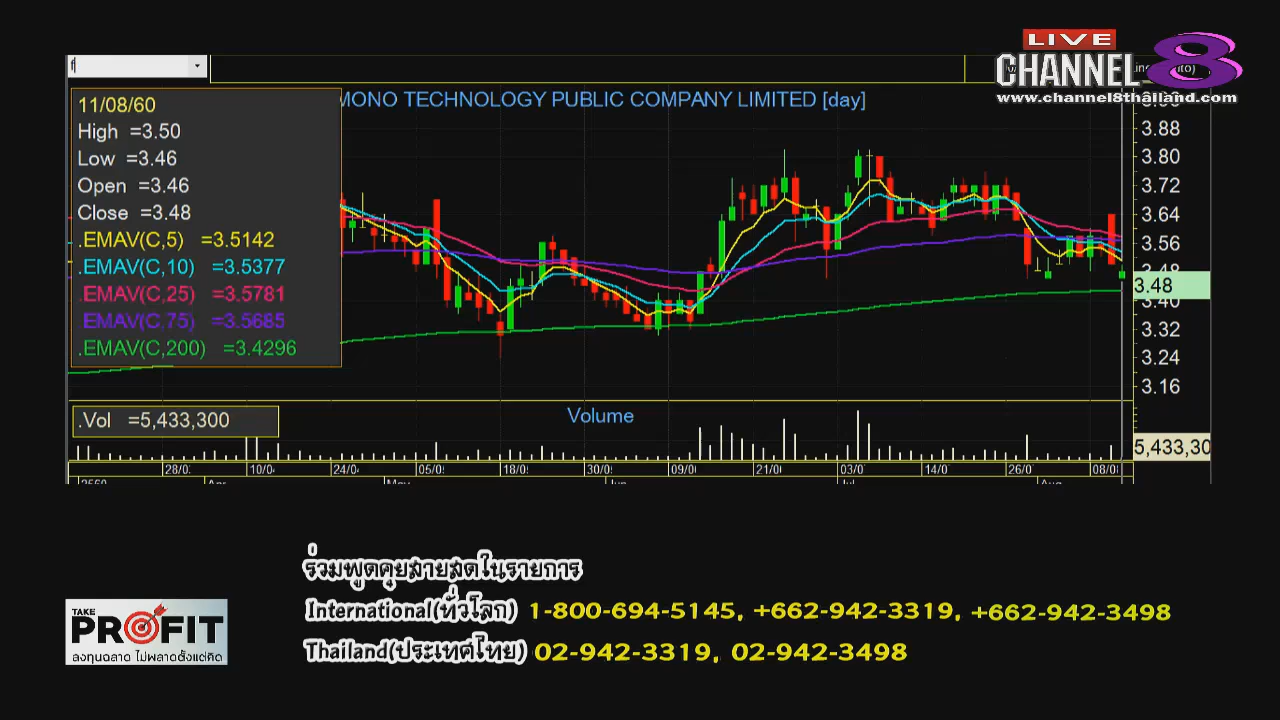 LIVE
CHANNEL 8
www.channel8thailand.com
f
11/08/60
High =3.50
Low =3.46
Open =3.46
Close =3.48
.EMAV(C,5) =3.5142
.EMAV(C,10) =3.5377
.EMAV(C,25) =3.5781
.EMAV(C,75) =3.5685
.EMAV(C,200) =3.4296
MONO TECHNOLOGY PUBLIC COMPANY LIMITED [day]
3.88
3.80
3.72
3.64
3.56
3.48
3.48
3.40
3.32
3.24
3.16
.Vol =5,433,300
Volume
5,433,30
28/0 10/0 24/0 05/0 18/0 30/0 09/0 21/0 03/0 14/0 26/0 08/0
2560 Apr May Jun Jul Aug
ร่วมพูดคุยสายสดในรายการ
International(ทั่วโลก) 1-800-694-5145, +662-942-3319, +662-942-3498
Thailand(ประเทศไทย) 02-942-3319, 02-942-3498
TAKE
PROFIT
ลงทุนฉลาด ไม่พลาดตั้งแต่คิด